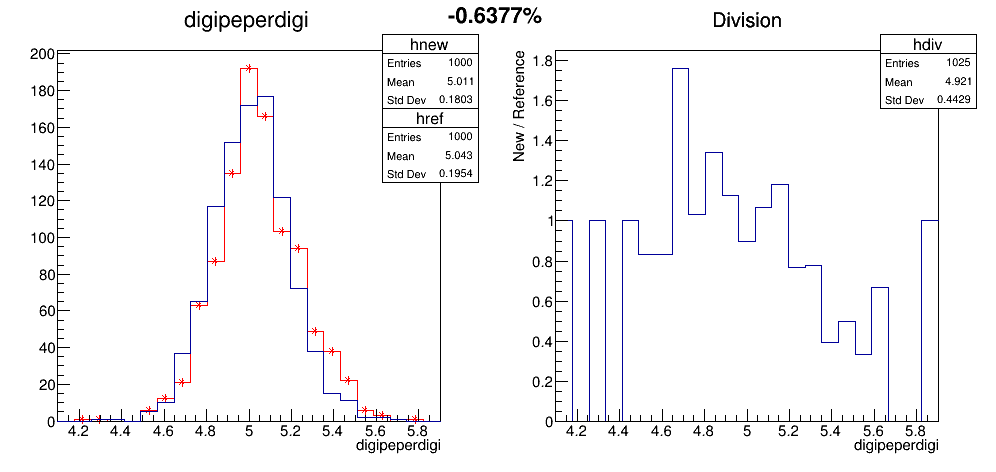 -0.6377%
digipeperdigi
hnew
Entries 1000
Mean 5.011
Std Dev 0.1803
href
Entries 1000
Mean 5.043
Std Dev 0.1954
200
180
160
140
120
100
80
60
40
20
0
4.2 4.4 4.6 4.8 5 5.2 5.4 5.6 5.8
digipeperdigi
Division
hdiv
Entries 1025
Mean 4.921
Std Dev 0.4429
New / Reference
1.8
1.6
1.4
1.2
1
0.8
0.6
0.4
0.2
0
4.2 4.4 4.6 4.8 5 5.2 5.4 5.6 5.8
digipeperdigi